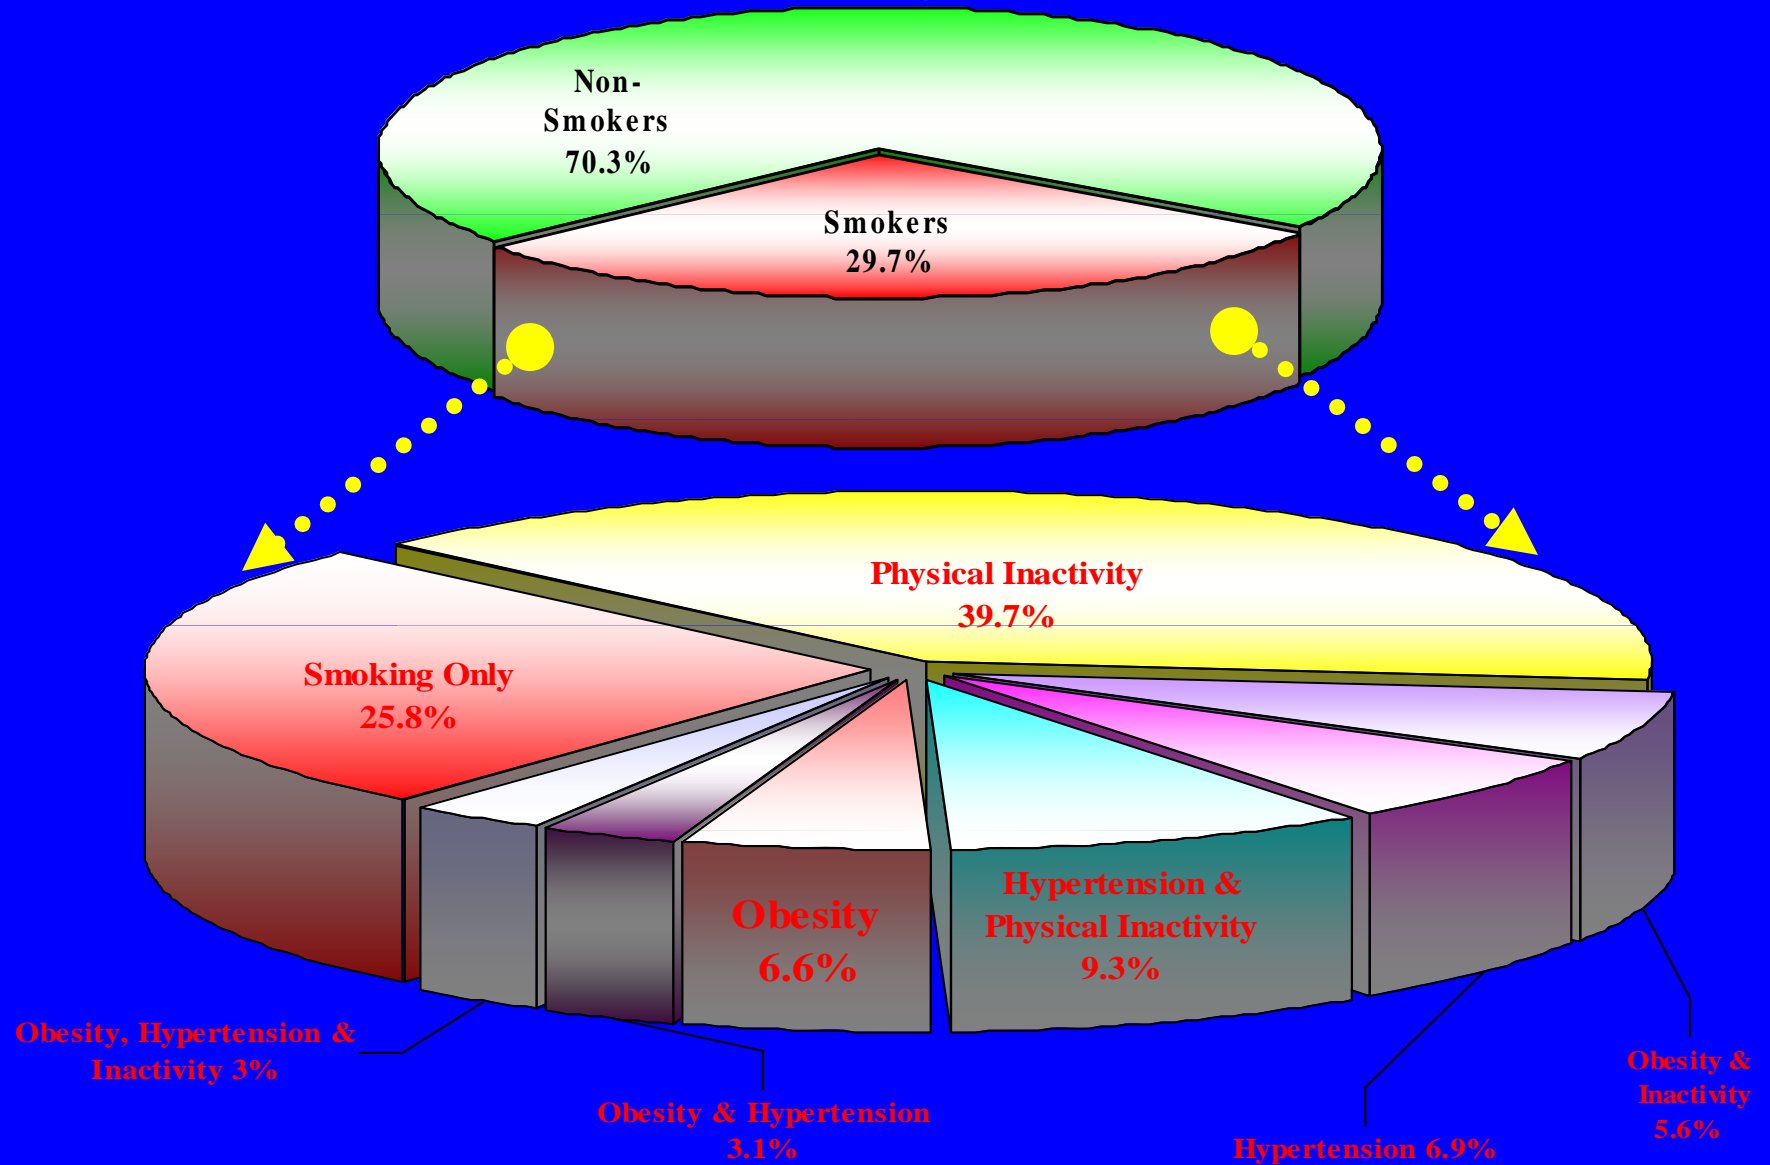 Non-
Smokers
70.3%
Smokers
29.7%
Physical Inactivity
39.7%
Smoking Only
25.8%
Hypertension &
Physical Inactivity
9.3%
Obesity
6.6%
Obesity, Hypertension &
Inactivity 3%
Obesity & Hypertension
3.1%
Hypertension 6.9%
Obesity &
Inactivity
5.6%